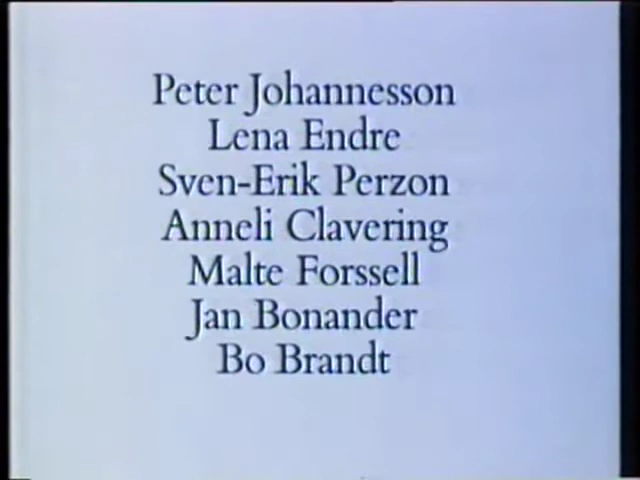 Peter Johannesson
Lena Endre
Sven-Erik Perzon
Anneli Clavering
Malte Forssell
Jan Bonander
Bo Brandt